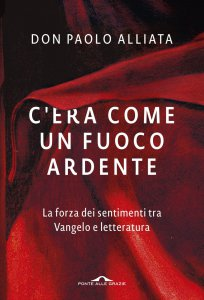 DON PAOLO ALLIATA
C'ERA COME
UN FUOCO
ARDENTE
La forza dei sentimenti tra
Vangelo e letteratura
PONTE ALLE GRAZIE